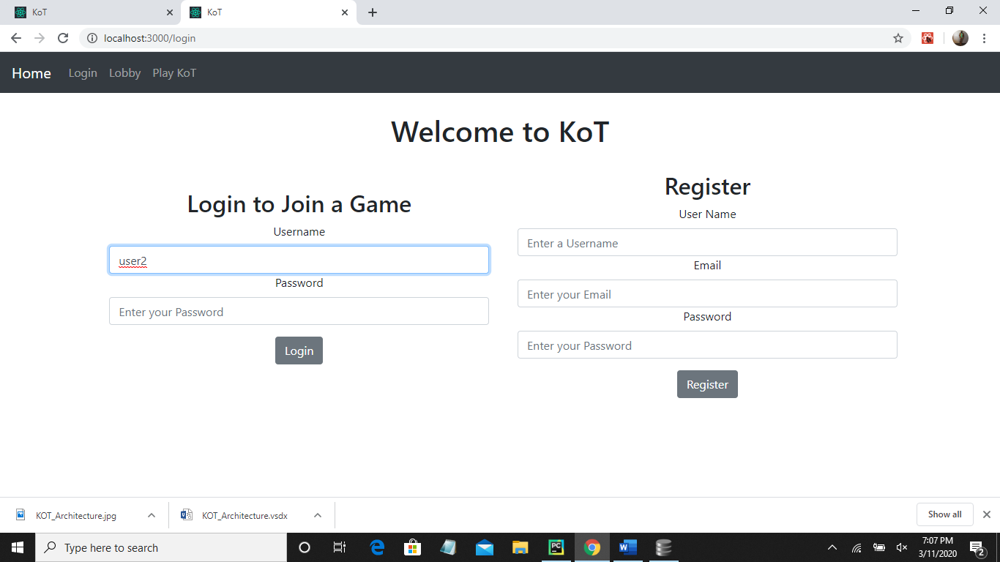 KoT
KoT
localhost:3000/login
Home Login Lobby Play KoT
Welcome to KoT
Login to Join a Game
Username
user2
Password
Enter your Password
Login
Register
User Name
Enter a Username
Email
Enter your Email
Password
Enter your Password
Register
KOT_Architecture.jpg
KOT_Architecture.vsdx
Show all
Type here to search
PC
7:07 PM
3/11/2020
2